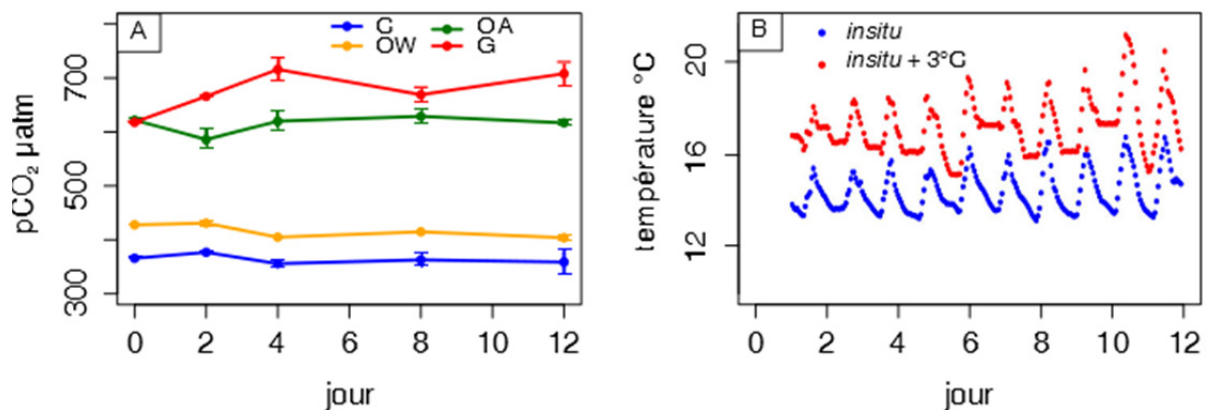 A
C
OA
OW
G
pCO₂ µatm
300
500
700
0 2 4 6 8 10 12
jour
B
insitu
insitu + 3°C
température °C
12
16
20
0 2 4 6 8 10 12
jour